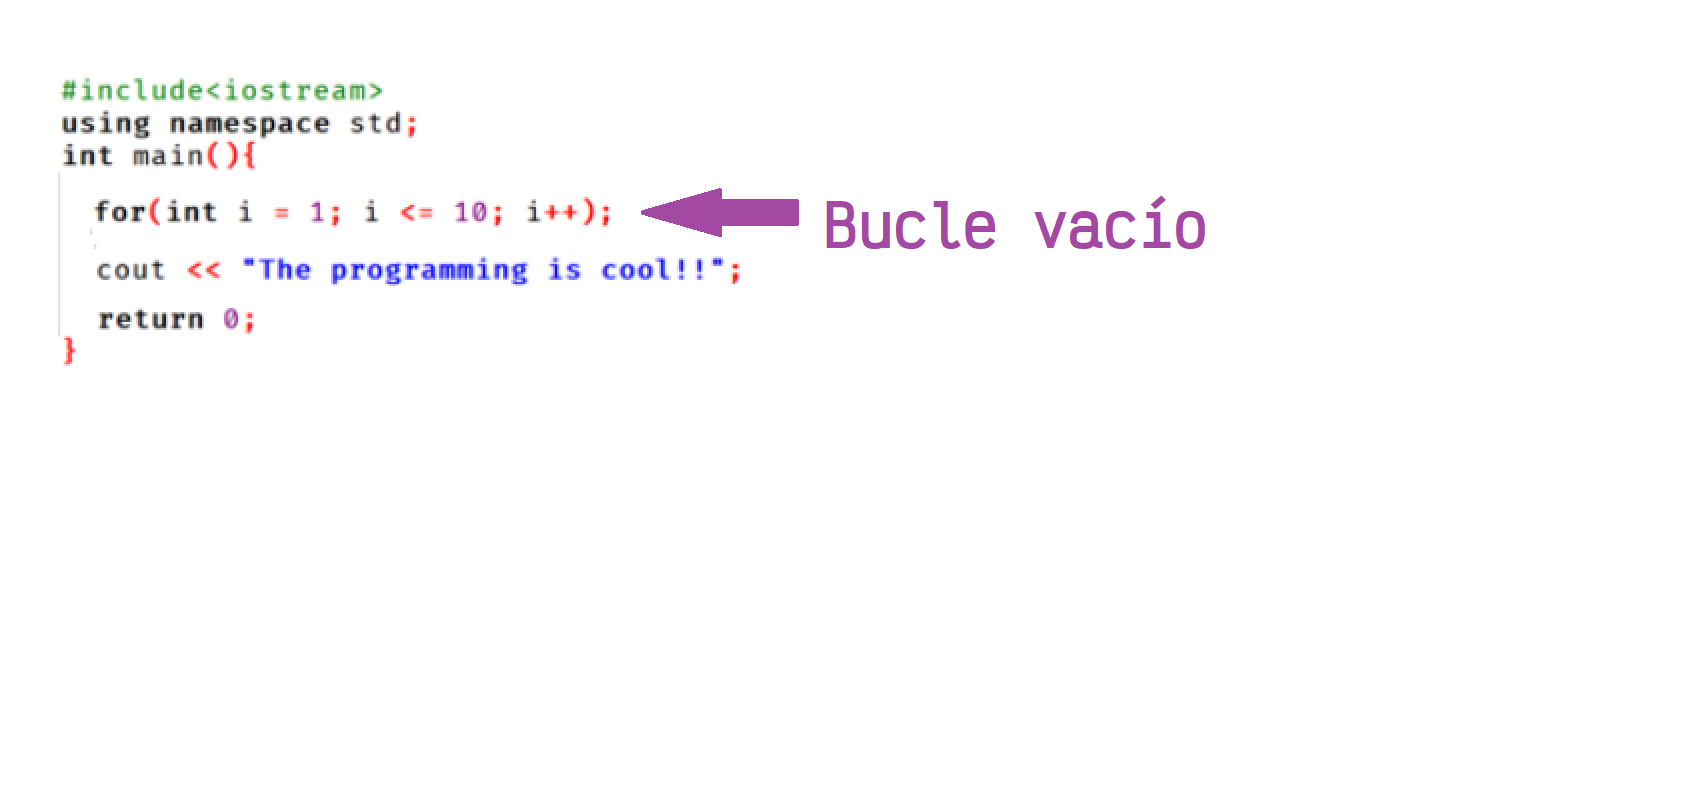 #include<iostream>
using namespace std;
int main(){
for(int i = 1; i <= 10; i++);
Bucle vacío
cout << "The programming is cool!!";
return 0;
}